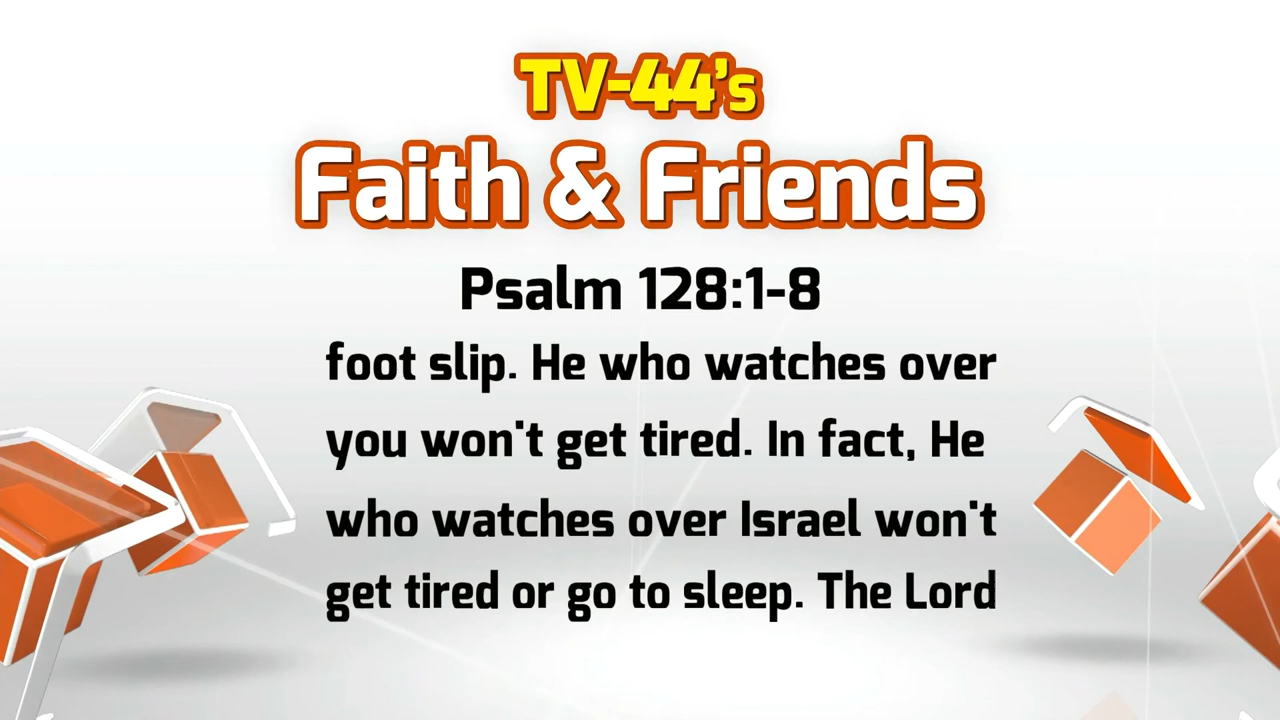 TV-44's
Faith & Friends
Psalm 128:1-8
foot slip. He who watches over
you won't get tired. In fact, He
who watches over Israel won't
get tired or go to sleep. The Lord